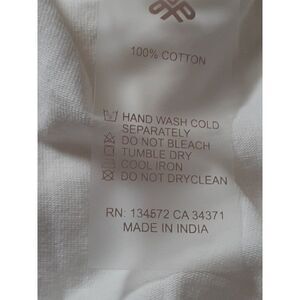 100% COTTON
HAND WASH COLD
SEPARATELY
DO NOT BLEACH
TUMBLE DRY
COOL IRON
DO NOT DRYCLEAN
RN: 134572 CA 34371
MADE IN INDIA